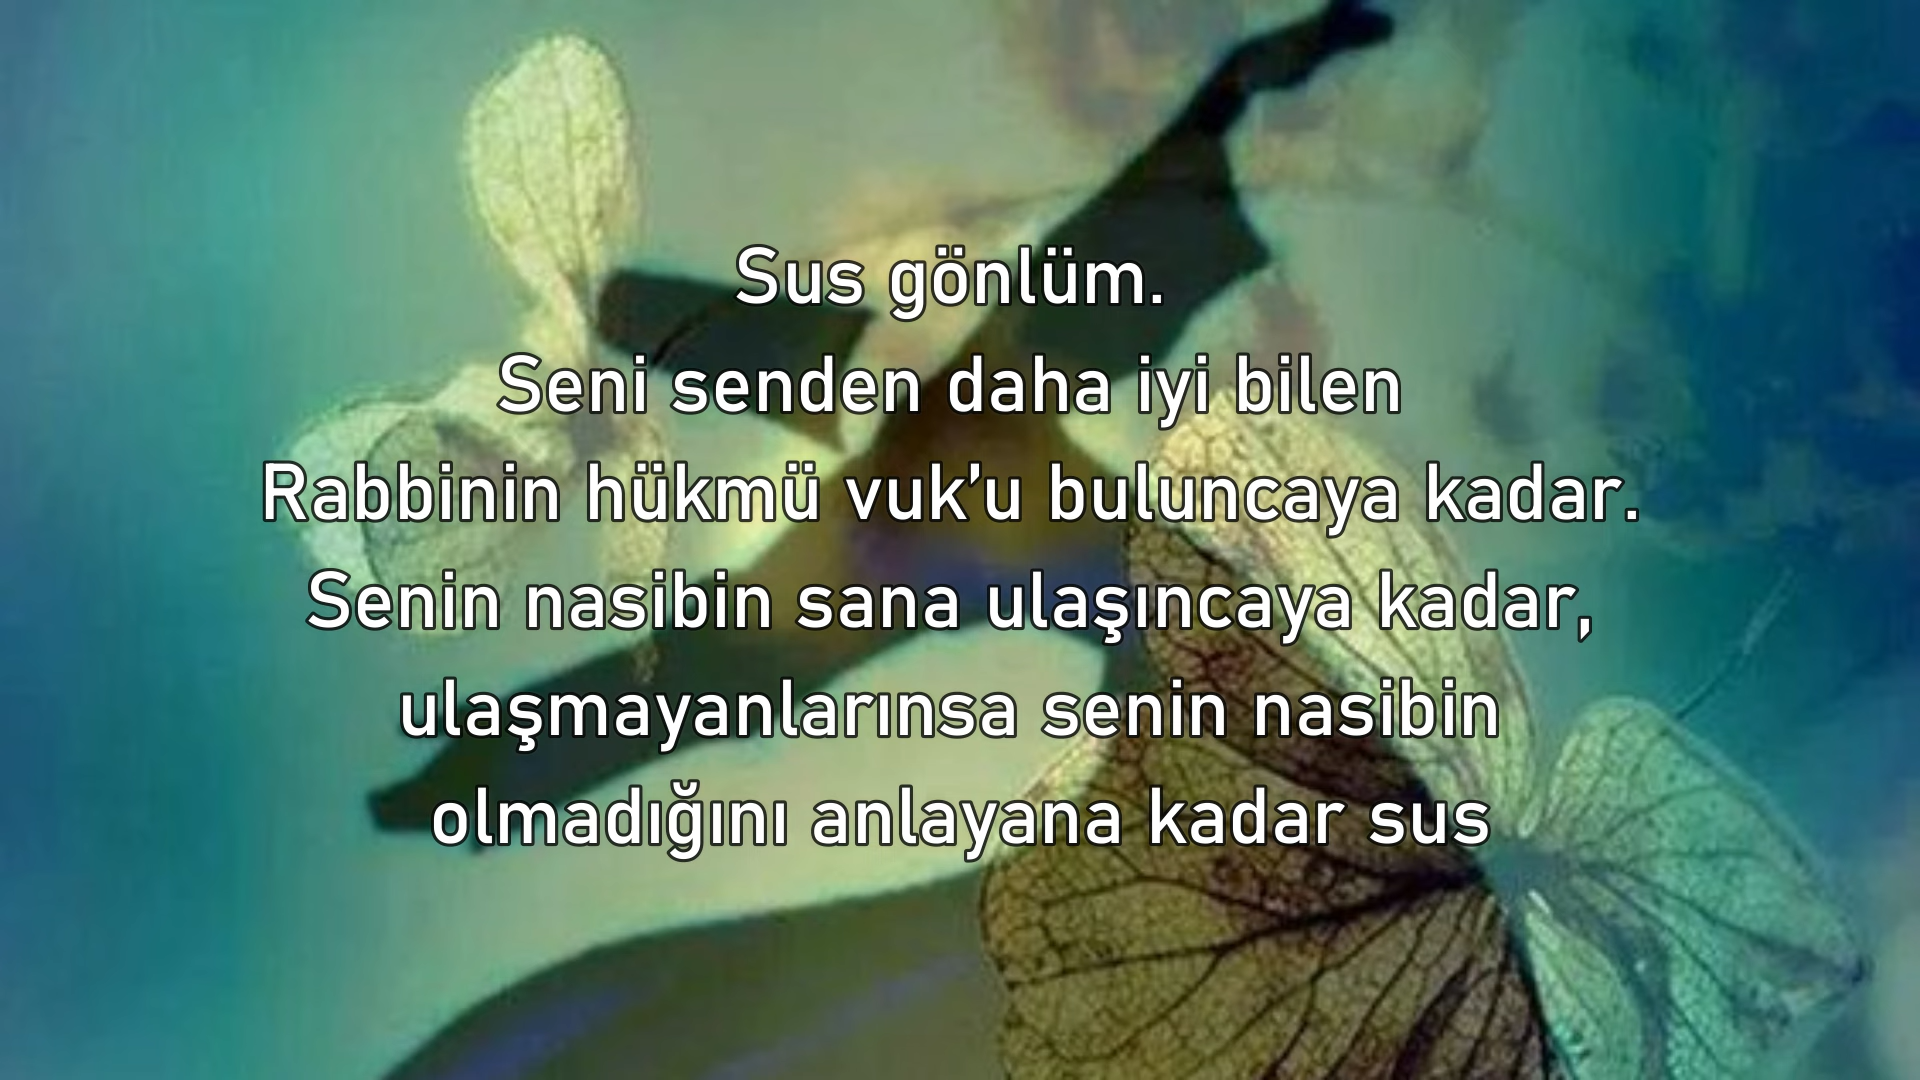 Sus gönlüm.
Seni senden daha iyi bilen
Rabbinin hükmü vuk’u buluncaya kadar.
Senin nasibin sana ulaşıncaya kadar,
ulaşmayanlarınsa senin nasibin
olmadığını anlayana kadar sus